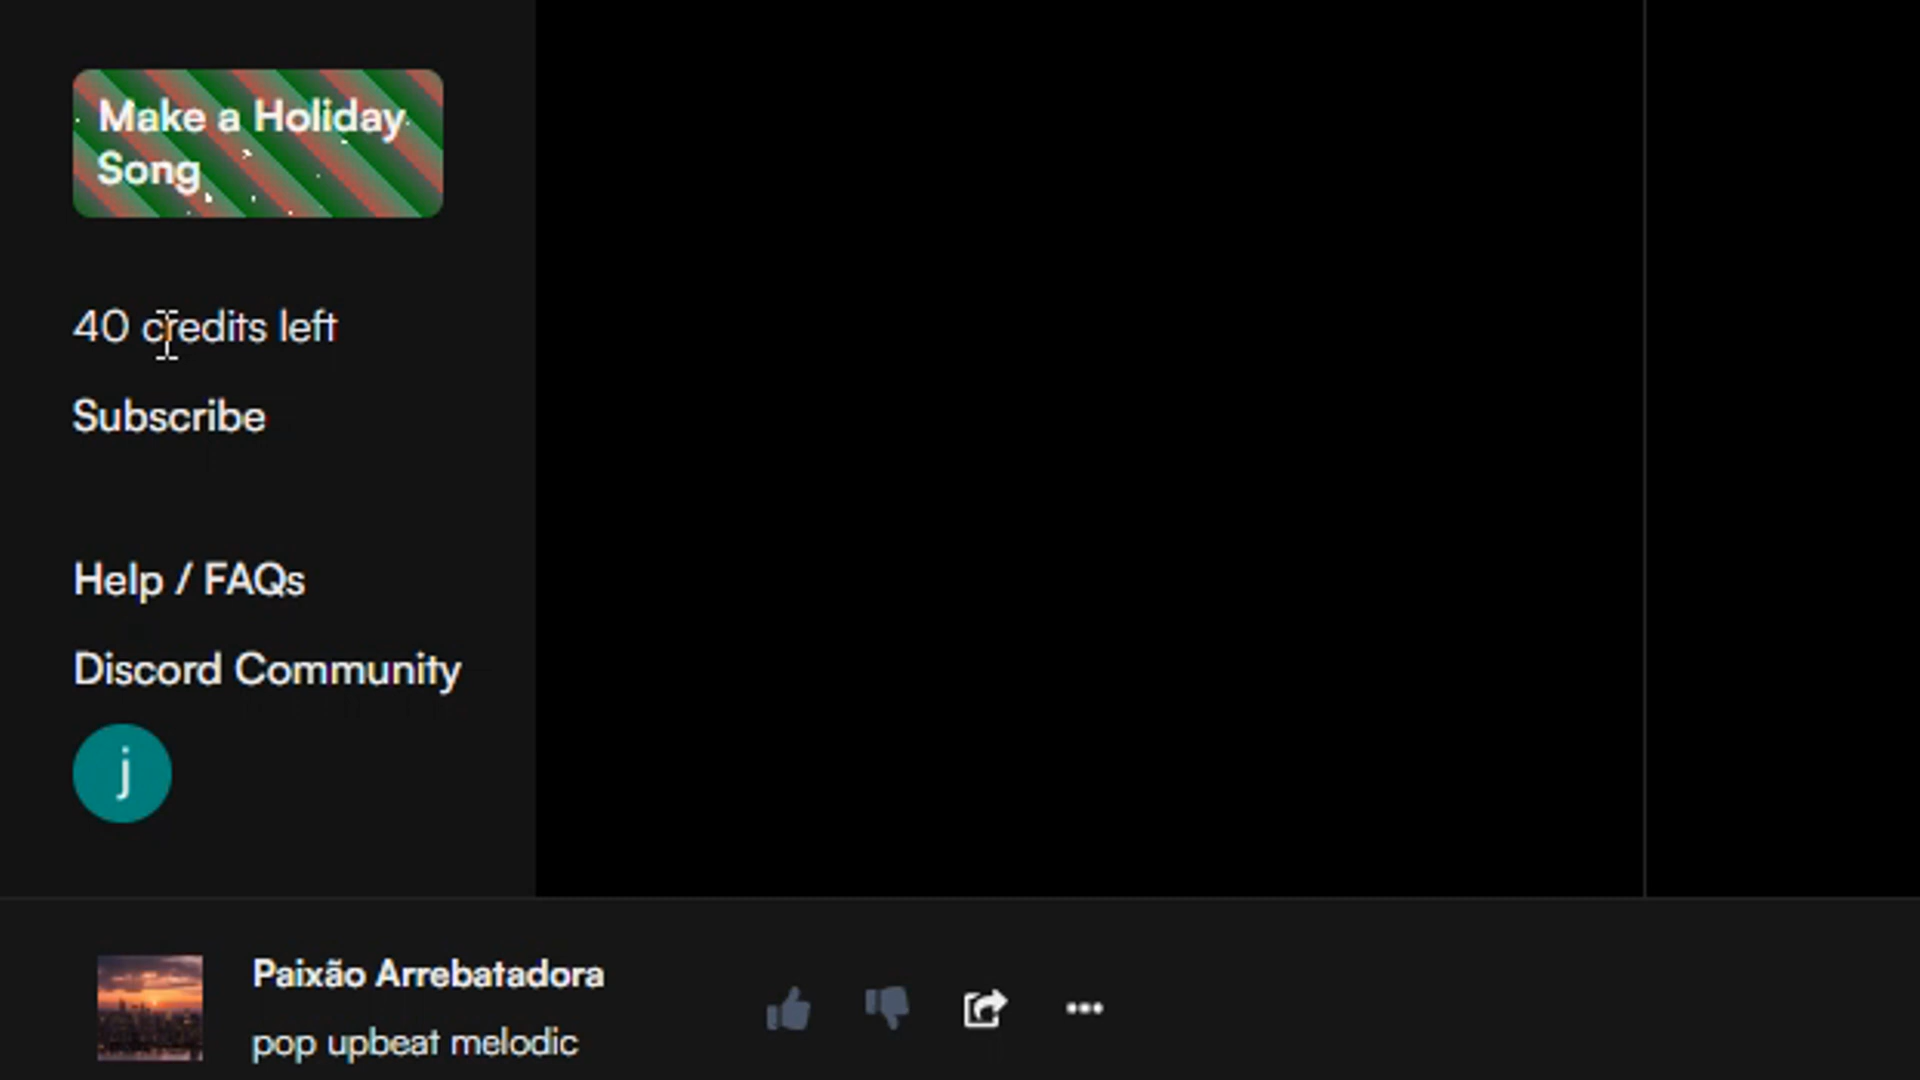 Make a Holiday
Song
40 credits left
Subscribe
Help / FAQs
Discord Community
j
Paixão Arrebatadora
pop upbeat melodic